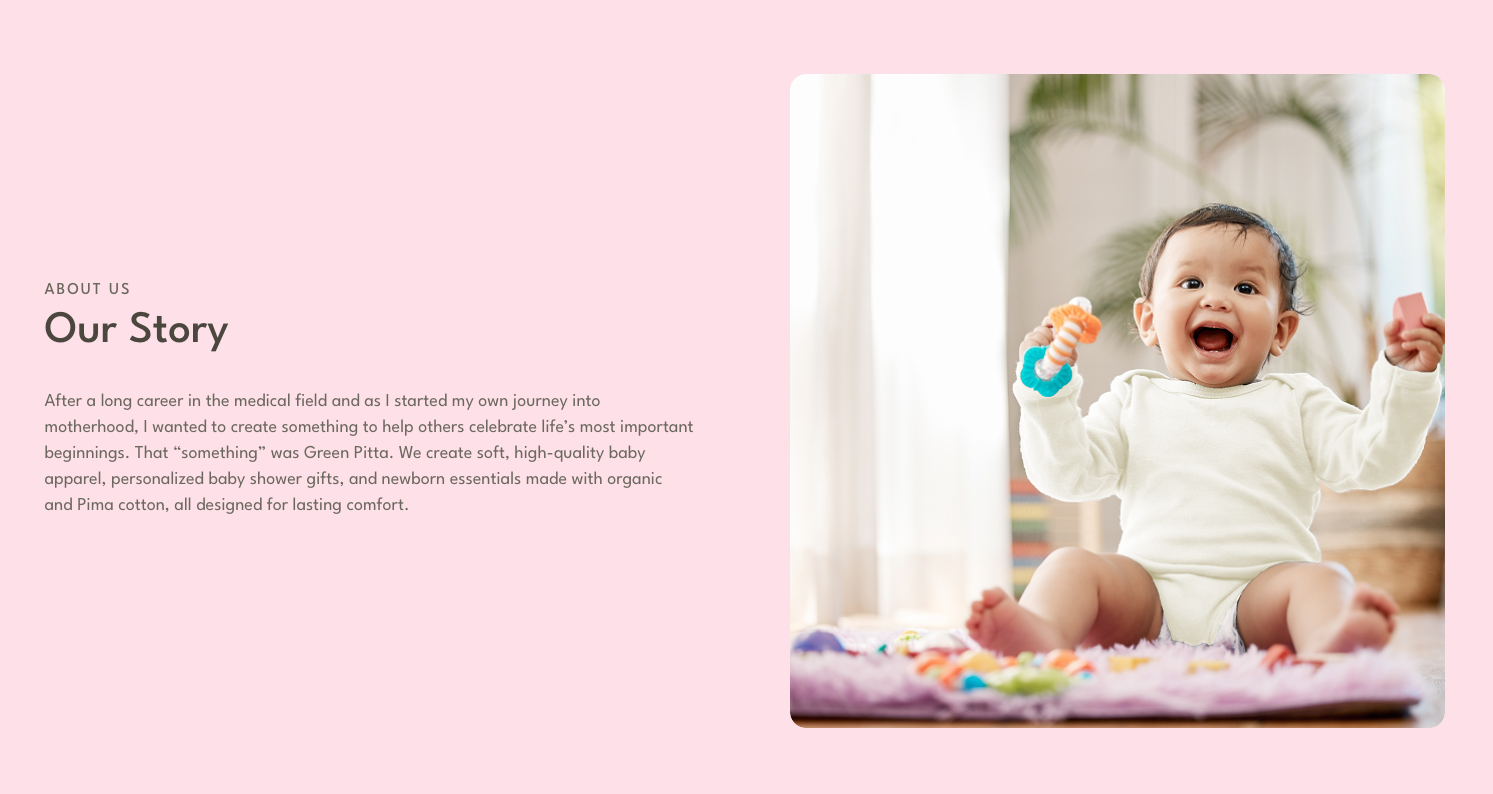 ABOUT US
Our Story
After a long career in the medical field and as I started my own journey into
motherhood, I wanted to create something to help others celebrate life’s most important
beginnings. That “something” was Green Pitta. We create soft, high-quality baby
apparel, personalized baby shower gifts, and newborn essentials made with organic
and Pima cotton, all designed for lasting comfort.